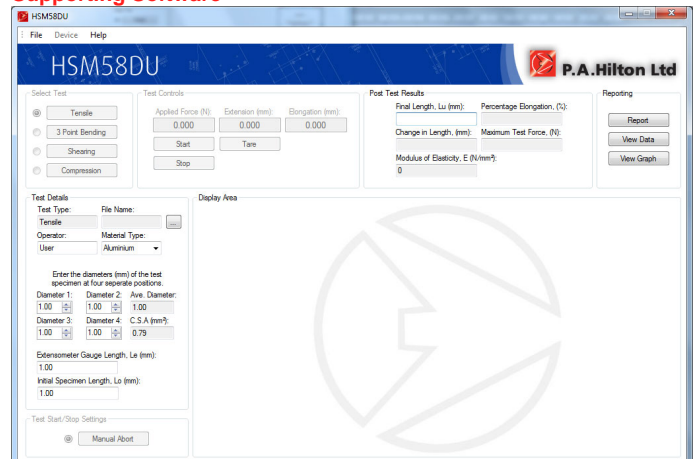 Supporting Software
HSM58DU
File Device Help
HSM58DU
P.A.Hilton Ltd
Select Test
Tensile
3 Point Bending
Shearing
Compression
Test Controls
Applied Force (N): Extension (mm): Elongation (mm):
0.000 0.000 0.000
Start Tare
Stop
Post Test Results
Final Length, Lu (mm): Percentage Elongation, (%):
Change in Length, (mm): Maximum Test Force, (N):
Modulus of Elasticity, E (N/mm²):
0
Reporting
Report
View Data
View Graph
Test Details
Test Type: File Name:
Tensile ...
Operator: Material Type:
User Aluminium
Enter the diameters (mm) of the test
specimen at four seperate positions.
Diameter 1: Diameter 2: Ave. Diameter:
1.00 1.00 1.00
Diameter 3: Diameter 4: C.S.A (mm²):
1.00 1.00 0.79
Extensometer Gauge Length, Le (mm):
1.00
Initial Specimen Length, Lo (mm):
1.00
Test Start/Stop Settings
Manual Abort
Display Area